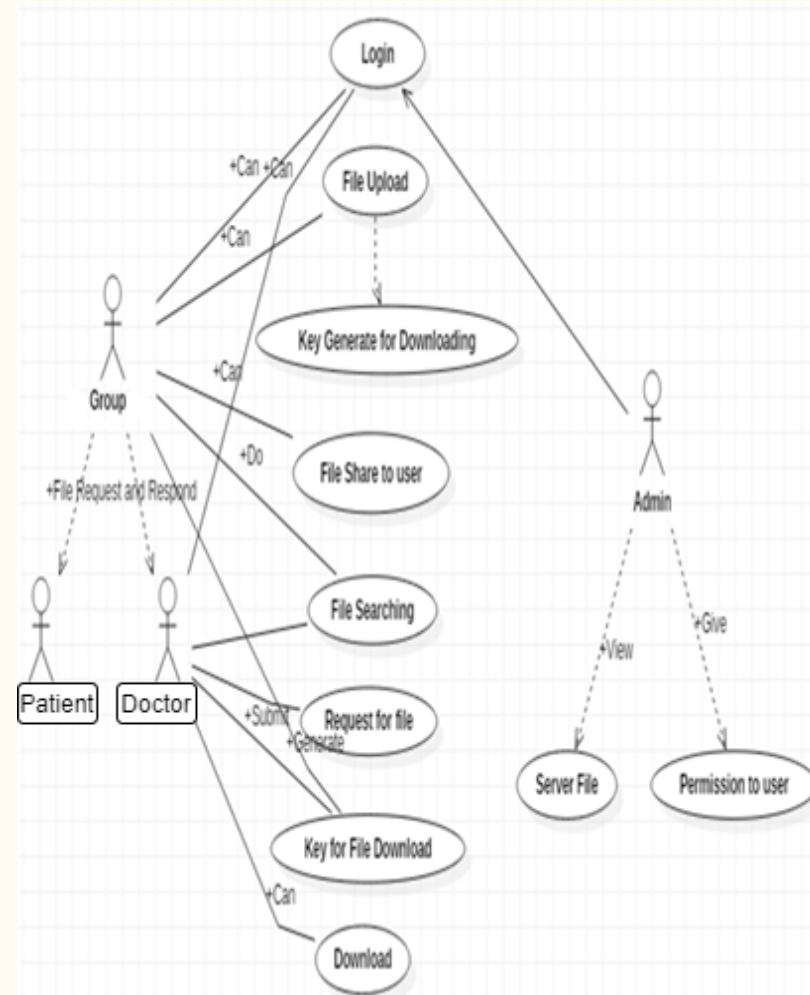 Login
+Can +Can
File Upload
+Can
Key Generate for Downloading
+Can
Group
+Do
File Share to user
+File Request and Respond
Admin
File Searching
+View
+Give
Patient
Doctor
+Submit
Request for file
+Generate
Server File
Permission to user
Key for File Download
+Can
Download